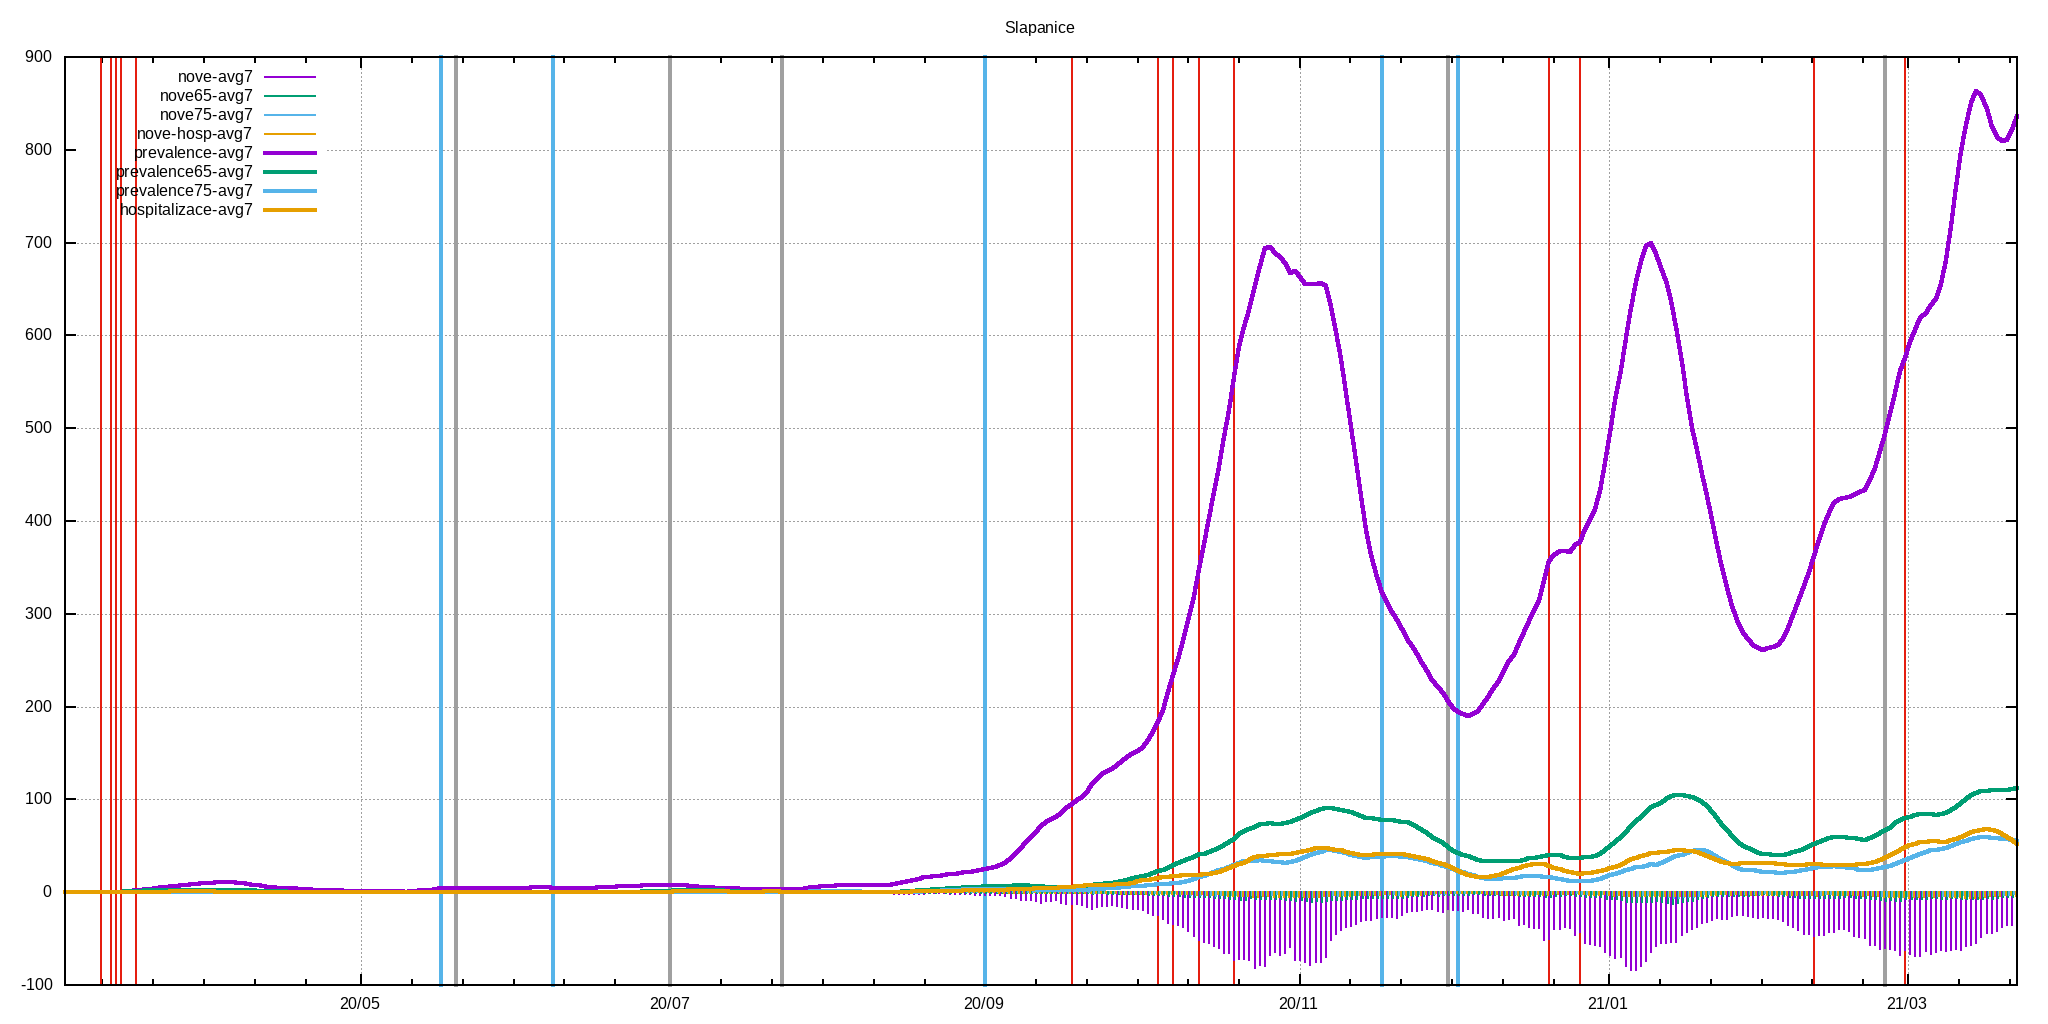 Slapanice
900
800
700
600
500
400
300
200
100
0
-100
nove-avg7
nove65-avg7
nove75-avg7
nove-hosp-avg7
prevalence-avg7
prevalence65-avg7
prevalence75-avg7
hospitalizace-avg7
20/05 20/07 20/09 20/11 21/01 21/03